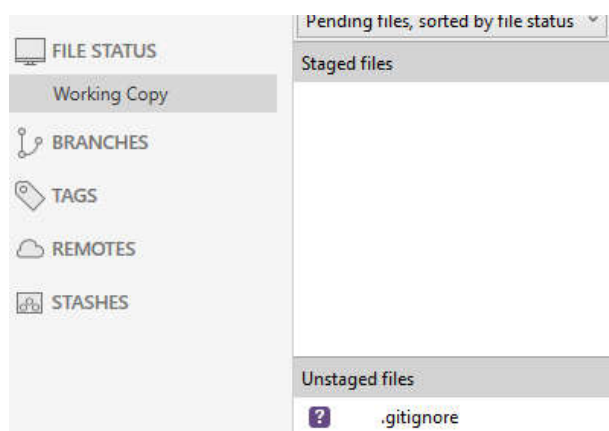 Pending files, sorted by file status
FILE STATUS
Staged files
Working Copy
BRANCHES
TAGS
REMOTES
STASHES
Unstaged files
? .gitignore